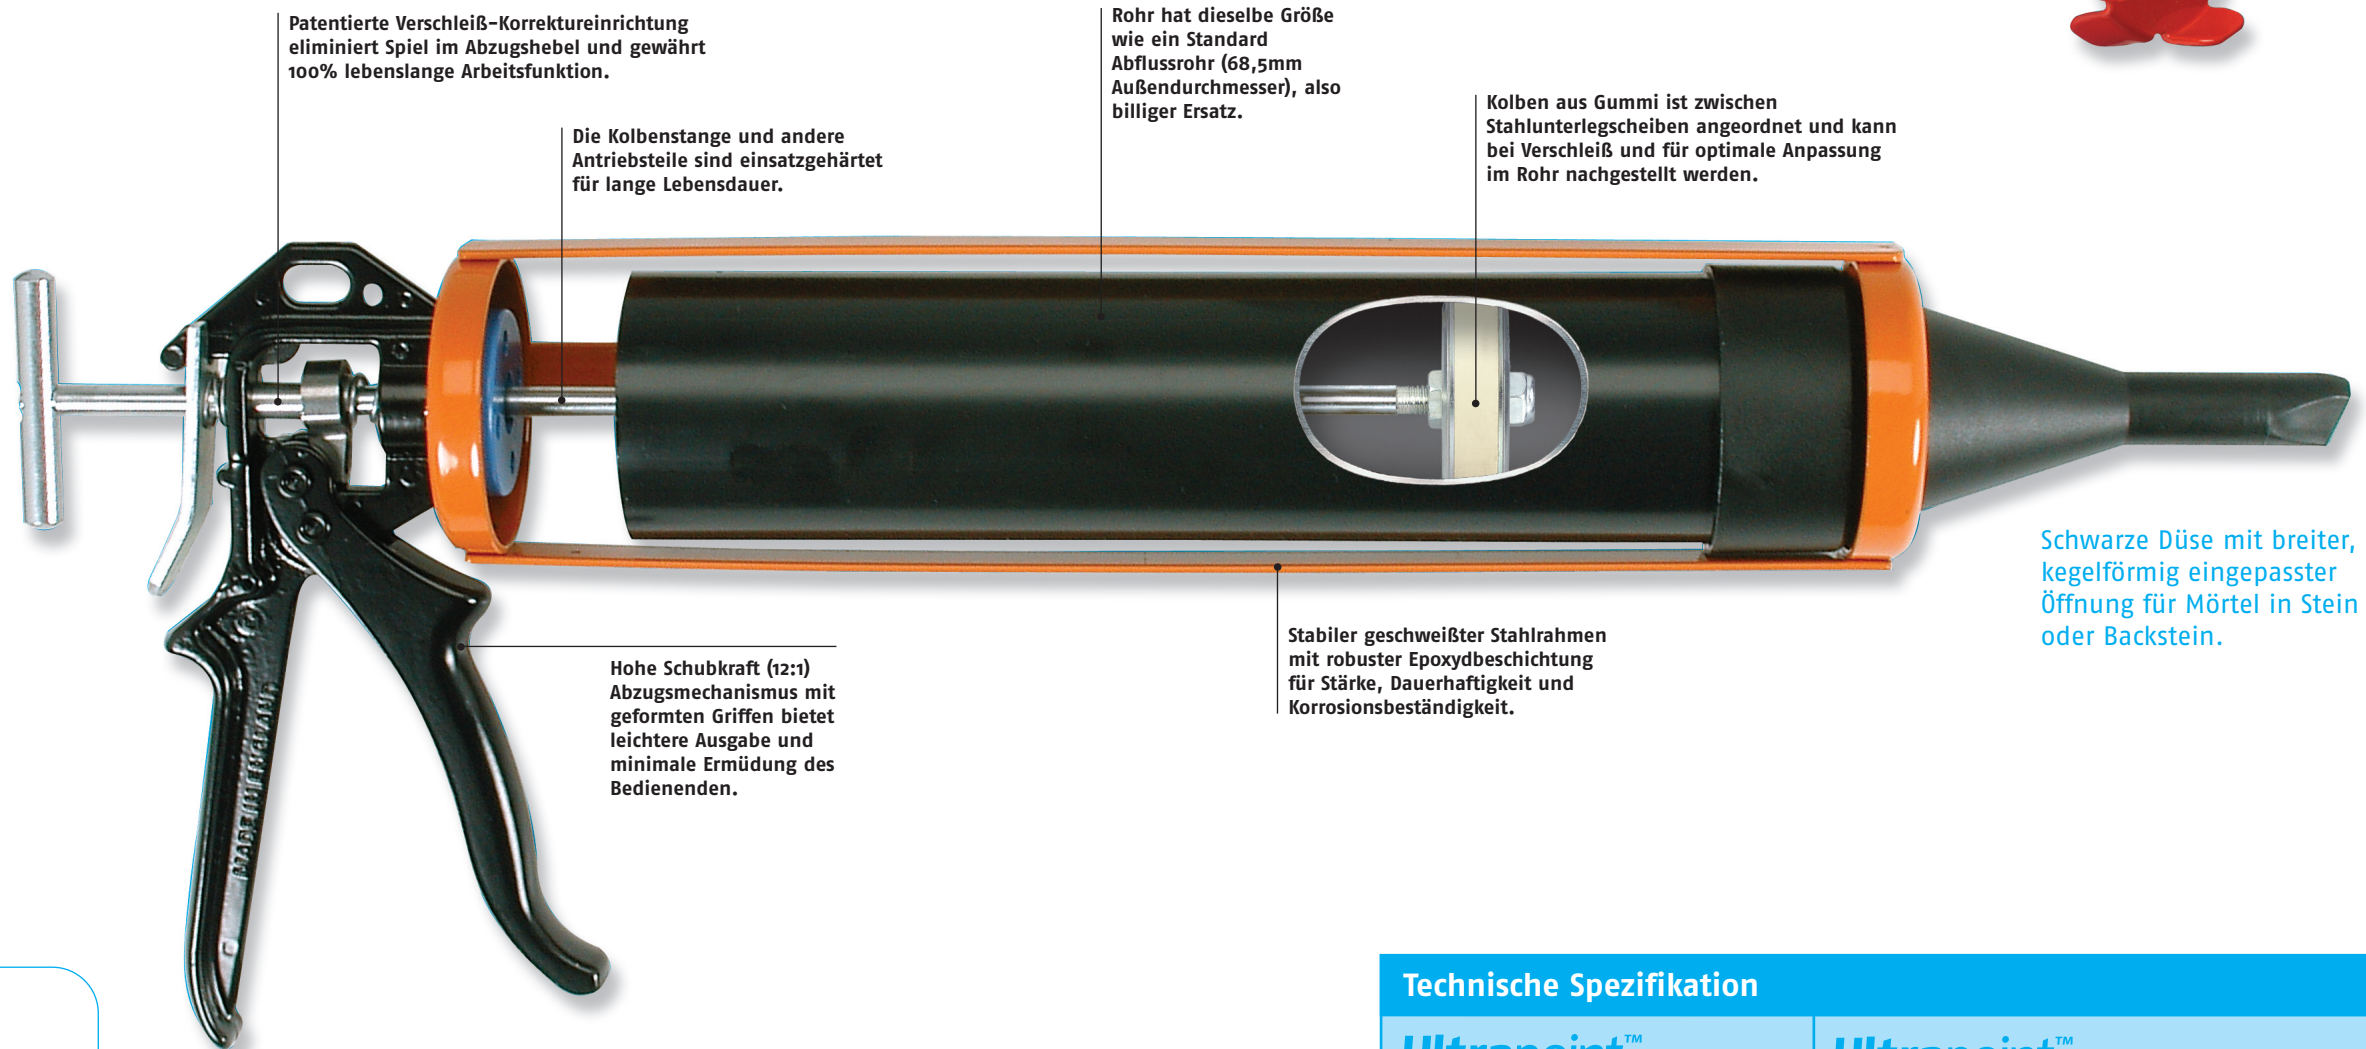 Patentierte Verschleiß-Korrektureinrichtung
eliminiert Spiel im Abzugshebel und gewährt
100% lebenslange Arbeitsfunktion.
Die Kolbenstange und andere
Antriebsteile sind einsatzgehärtet
für lange Lebensdauer.
Rohr hat dieselbe Größe
wie ein Standard
Abflussrohr (68,5mm
Außendurchmesser), also
billiger Ersatz.
Kolben aus Gummi ist zwischen
Stahlunterlegscheiben angeordnet und kann
bei Verschleiß und für optimale Anpassung
im Rohr nachgestellt werden.
Schwarze Düse mit breiter,
kegelförmig eingepasster
Öffnung für Mörtel in Stein
oder Backstein.
Hohe Schubkraft (12:1)
Abzugsmechanismus mit
geformten Griffen bietet
leichtere Ausgabe und
minimale Ermüdung des
Bedienenden.
Stabiler geschweißter Stahlrahmen
mit robuster Epoxydbeschichtung
für Stärke, Dauerhaftigkeit und
Korrosionsbeständigkeit.
MADE IN ENGLAND
Technische Spezifikation
Ultrapoint™
Ultrapoint™